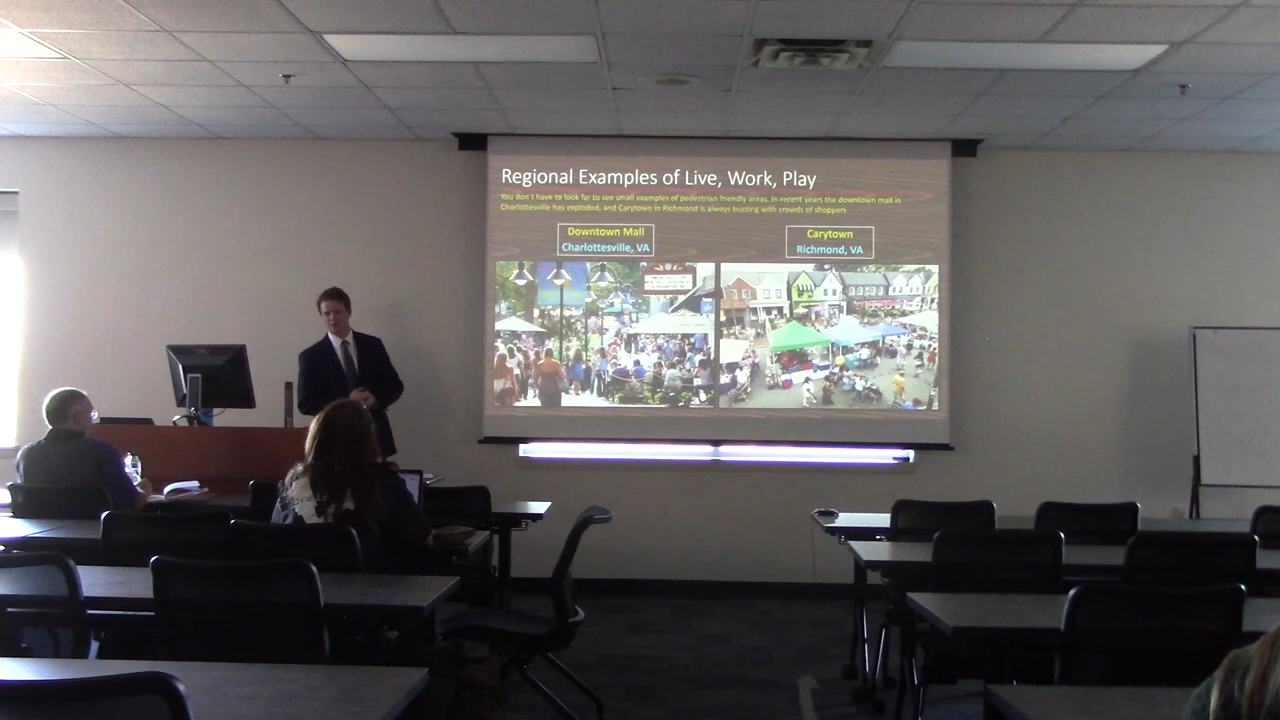 Regional Examples of Live, Work, Play
You don't have to look far to see small examples of pedestrian friendly areas. In recent years the downtown mall in
Charlottesville has exploded, and Carytown in Richmond is always buzzing with crowds of shoppers
Downtown Mall
Charlottesville, VA
Carytown
Richmond, VA